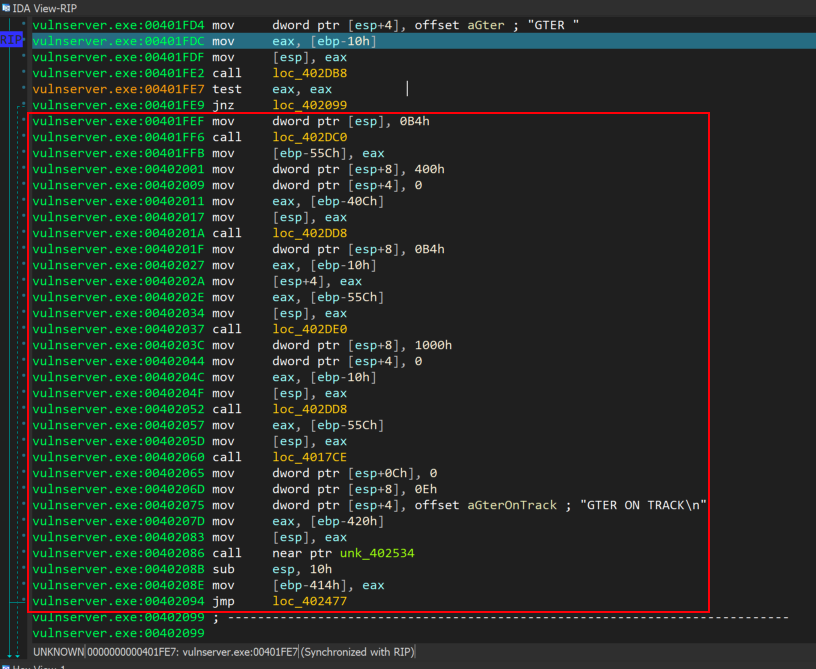 IDA View-RIP
vulnserver.exe:00401FD4 mov dword ptr [esp+4], offset aGter ; "GTER "
RIP vulnserver.exe:00401FDC mov eax, [ebp-10h]
vulnserver.exe:00401FDF mov [esp], eax
vulnserver.exe:00401FE2 call loc_402DB8
vulnserver.exe:00401FE7 test eax, eax
vulnserver.exe:00401FE9 jnz loc_402099
vulnserver.exe:00401FEF mov dword ptr [esp], 0B4h
vulnserver.exe:00401FF6 call loc_402DC0
vulnserver.exe:00401FFB mov [ebp-55Ch], eax
vulnserver.exe:00402001 mov dword ptr [esp+8], 400h
vulnserver.exe:00402009 mov dword ptr [esp+4], 0
vulnserver.exe:00402011 mov eax, [ebp-40Ch]
vulnserver.exe:00402017 mov [esp], eax
vulnserver.exe:0040201A call loc_402DD8
vulnserver.exe:0040201F mov dword ptr [esp+8], 0B4h
vulnserver.exe:00402027 mov eax, [ebp-10h]
vulnserver.exe:0040202A mov [esp+4], eax
vulnserver.exe:0040202E mov eax, [ebp-55Ch]
vulnserver.exe:00402034 mov [esp], eax
vulnserver.exe:00402037 call loc_402DE0
vulnserver.exe:0040203C mov dword ptr [esp+8], 1000h
vulnserver.exe:00402044 mov dword ptr [esp+4], 0
vulnserver.exe:0040204C mov eax, [ebp-10h]
vulnserver.exe:0040204F mov [esp], eax
vulnserver.exe:00402052 call loc_402DD8
vulnserver.exe:00402057 mov eax, [ebp-55Ch]
vulnserver.exe:0040205D mov [esp], eax
vulnserver.exe:00402060 call loc_4017CE
vulnserver.exe:00402065 mov dword ptr [esp+0Ch], 0
vulnserver.exe:0040206D mov dword ptr [esp+8], 0Eh
vulnserver.exe:00402075 mov dword ptr [esp+4], offset aGterOnTrack ; "GTER ON TRACK\n"
vulnserver.exe:0040207D mov eax, [ebp-420h]
vulnserver.exe:00402083 mov [esp], eax
vulnserver.exe:00402086 call near ptr unk_402534
vulnserver.exe:0040208B sub esp, 10h
vulnserver.exe:0040208E mov [ebp-414h], eax
vulnserver.exe:00402094 jmp loc_402477
vulnserver.exe:00402099 ; ----------------------------------------------------------------------
vulnserver.exe:00402099
UNKNOWN 0000000000401FE7: vulnserver.exe:00401FE7 (Synchronized with RIP)